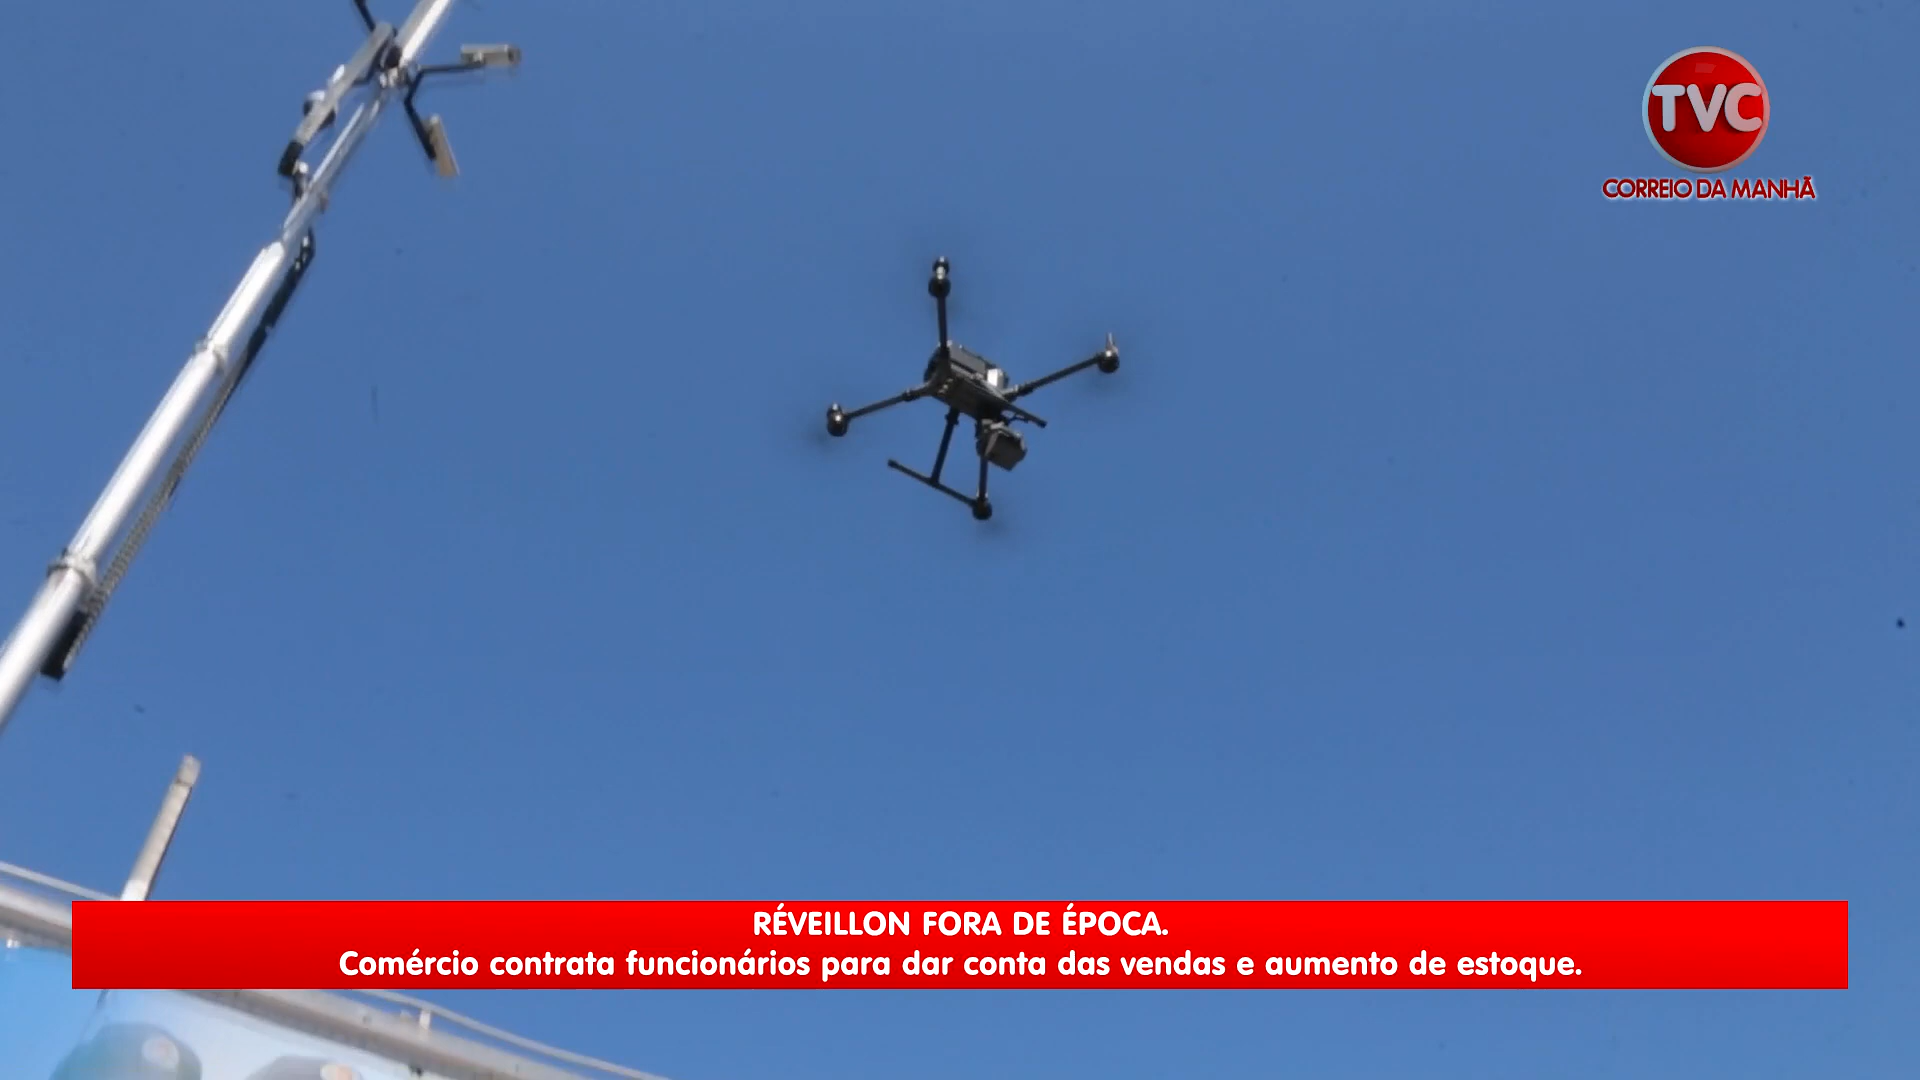 TVC
CORREIO DA MANHÃ
RÉVEILLON FORA DE ÉPOCA.
Comércio contrata funcionários para dar conta das vendas e aumento de estoque.